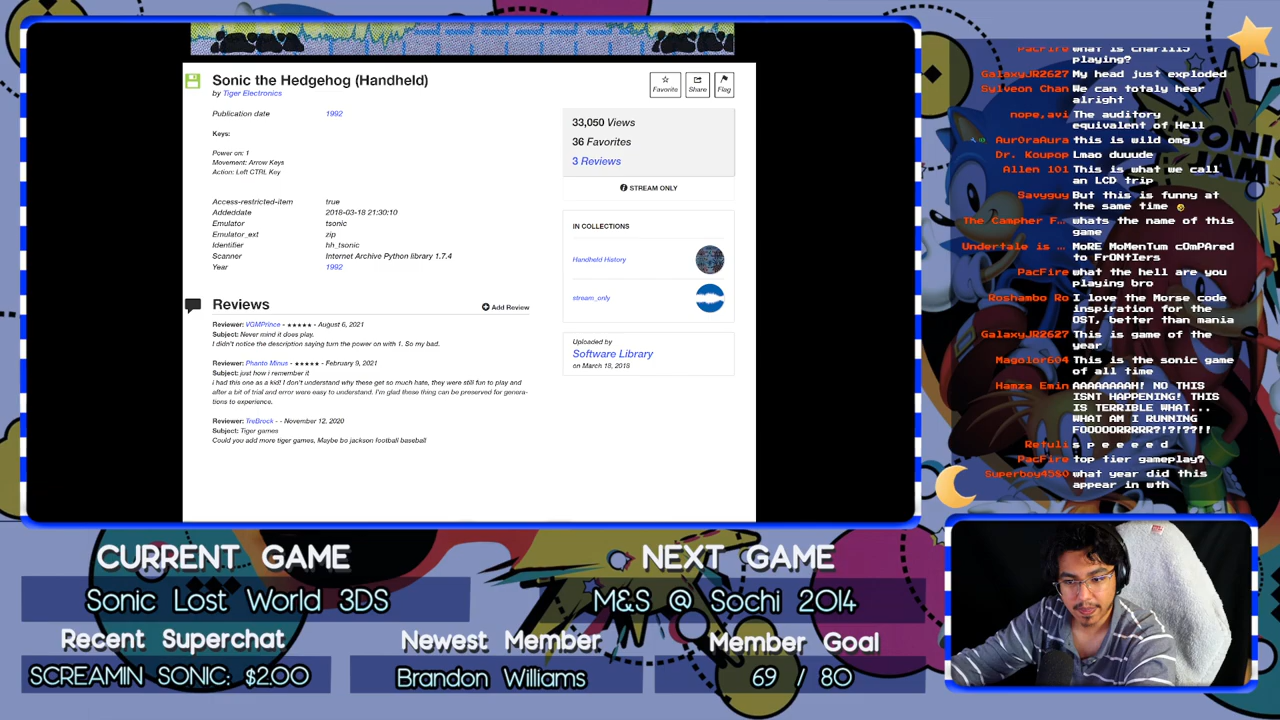 Sonic the Hedgehog (Handheld)
by Tiger Electronics
Publication date 1992
Keys:
Power on: 1
Movement: Arrow Keys
Action: Left CTRL Key
Access-restricted-item true
Addeddate 2018-03-18 21:30:10
Emulator tsonic
Emulator_ext zip
Identifier hh_tsonic
Scanner Internet Archive Python library 1.7.4
Year 1992
Reviews
Add Review
Reviewer: VGMPrince - ★★★★★ - August 6, 2021
Subject: Never mind it does play.
I didn't notice the description saying turn the power on with 1. So my bad.
Reviewer: Phanto Minus - ★★★★★ - February 9, 2021
Subject: just how i remember it
i had this one as a kid! I don't understand why these get so much hate, they were still fun to play and
after a bit of trial and error were easy to understand. I'm glad these thing can be preserved for genera-
tions to experience.
Reviewer: TreBrock - - November 12, 2020
Subject: Tiger games
Could you add more tiger games, Maybe bo jackson football baseball
Favorite
Share
Flag
33,050 Views
36 Favorites
3 Reviews
STREAM ONLY
IN COLLECTIONS
Handheld History
stream_only
Uploaded by
Software Library
on March 18, 2018
PacFire what is Charlii5
playing?
GalaxyJR2627 My head just exploded
Sylveon Chan We can totaly hear
alright
nope,avi The auditory
equivalent of Hell
AurOraAura this is wild omg
Dr. Koupop Lmao duuude
Allen 101 This is what we call
an LCD trip
Savyguy But this is funny at
the same time
The Campher F... whats the name of this
game
Undertale is ... MoRE MoMenTum cOmPAred
to FrONtiers
PacFire what the hell are you
playing bro
Roshambo Ro I love the Morse code
inspiration for the
OST, better than mania
GalaxyJR2627 This is game of the
year
Magolor604 This is the sonic game
of all time
Hamza Emin AAAAAAAAH! NO THIS
ISNT HAPPENING! THIS
IS TERRIBLE WHAT...
WHAT AM I RUNNING
FOOOOORRRR?!?!??!!
Retuli s p e e e e d
PacFire top tier gameplay?
Superboy4580 what year did this
appear in wth
CURRENT GAME
Sonic Lost World 3DS
NEXT GAME
M&S @ Sochi 2014
Recent Superchat
SCREAMIN SONIC: $2.00
Newest Member
Brandon Williams
Member Goal
69 / 80